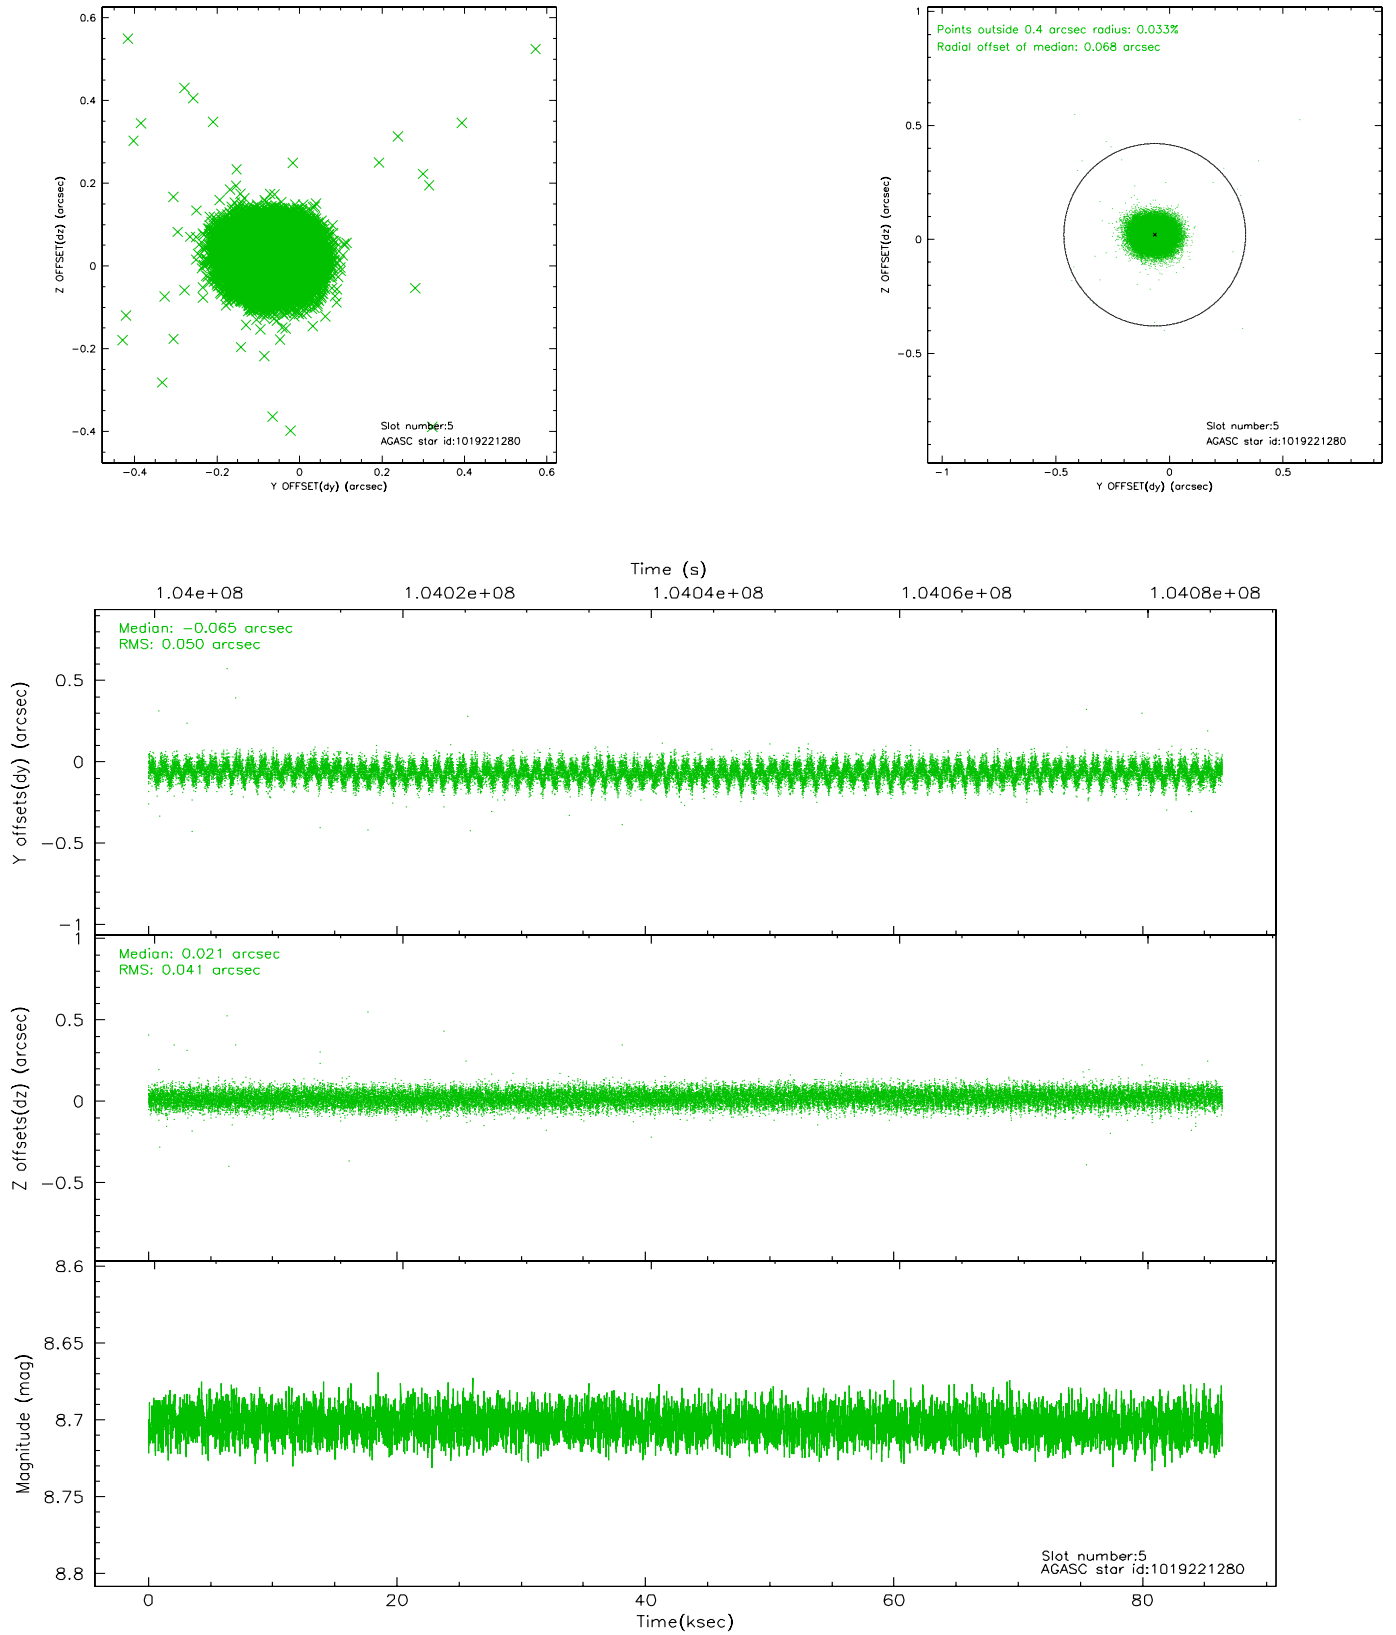 0.6
0.4
0.2
0
−0.2
−0.4
Z OFFSET(dz) (arcsec)
Slot number:5
AGASC star id:1019221280
−0.4 −0.2 0 0.2 0.4 0.6
Y OFFSET(dy) (arcsec)
Points outside 0.4 arcsec radius: 0.033%
Radial offset of median: 0.068 arcsec
1
0.5
0
−0.5
Z OFFSET(dz) (arcsec)
Slot number:5
AGASC star id:1019221280
−1 −0.5 0 0.5
Y OFFSET(dy) (arcsec)
Time (s)
1.04e+08 1.0402e+08 1.0404e+08 1.0406e+08 1.0408e+08
Median: −0.065 arcsec
RMS: 0.050 arcsec
0.5
0
−0.5
−1
Y offsets(dy) (arcsec)
Median: 0.021 arcsec
RMS: 0.041 arcsec
1
0.5
0
−0.5
Z offsets(dz) (arcsec)
8.6
8.65
8.7
8.75
8.8
Magnitude (mag)
Slot number:5
AGASC star id:1019221280
0 20 40 60 80
Time(ksec)